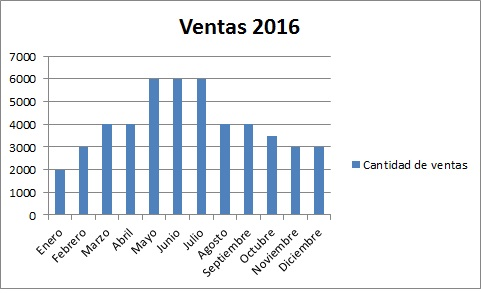 Ventas 2016
7000
6000
5000
4000
3000
2000
1000
0
Enero
Febrero
Marzo
Abril
Mayo
Junio
Julio
Agosto
Septiembre
Octubre
Noviembre
Diciembre
Cantidad de ventas